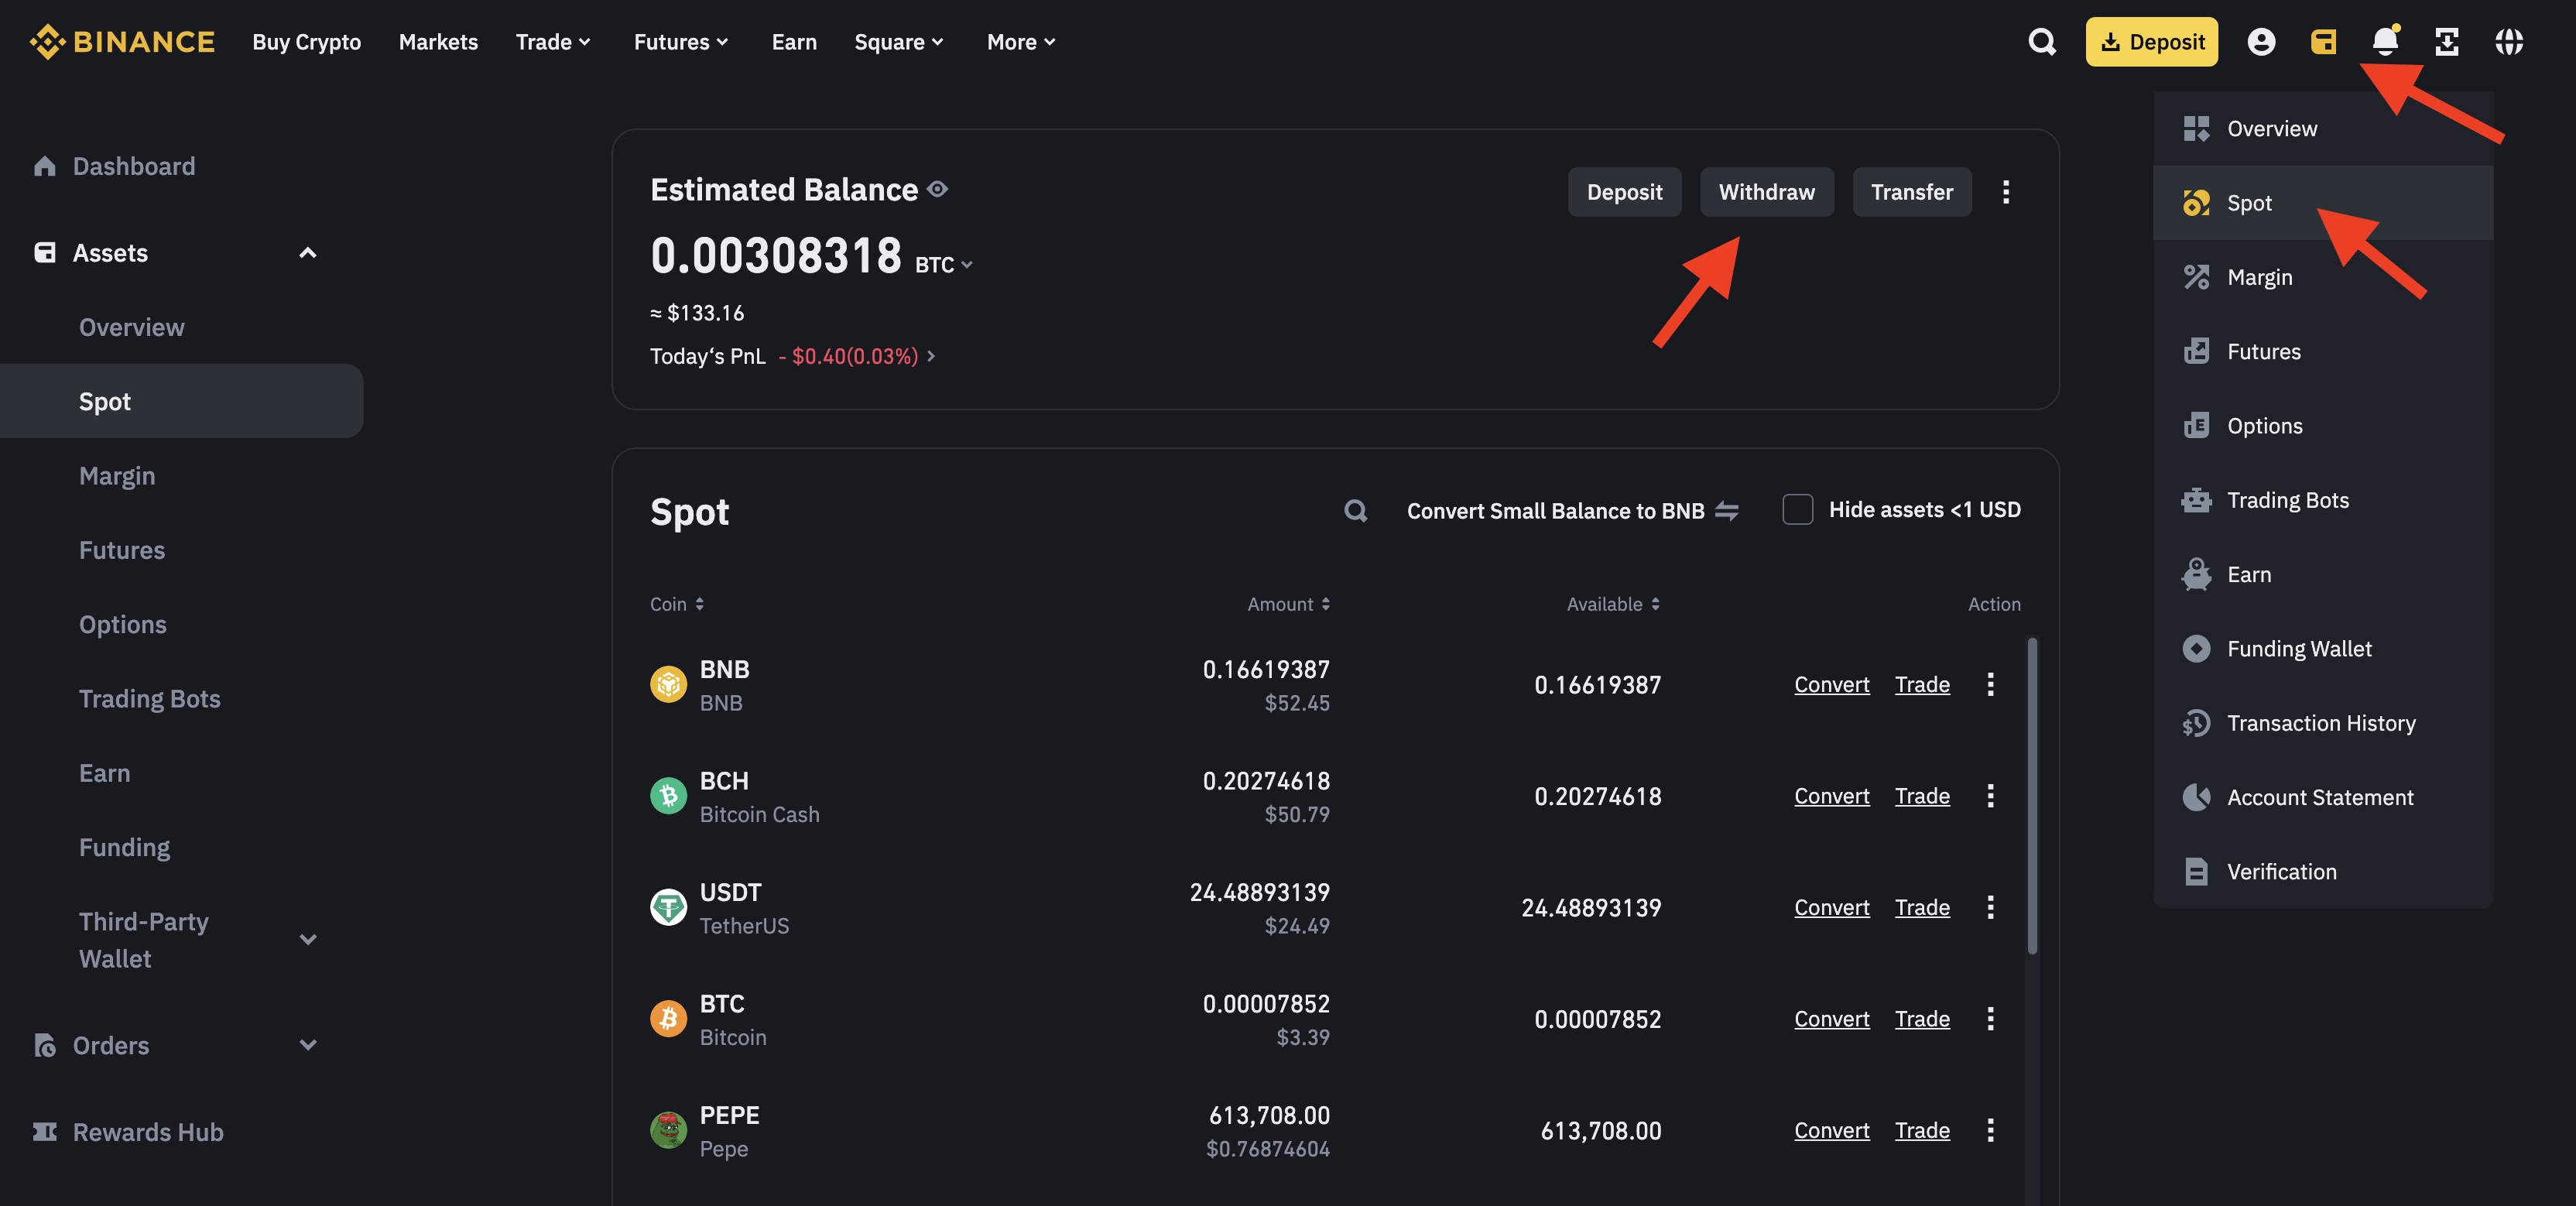 BINANCE Buy Crypto Markets Trade Futures Earn Square More Deposit
Dashboard
Assets
Overview
Spot
Margin
Futures
Options
Trading Bots
Earn
Funding
Third-Party
Wallet
Orders
Rewards Hub
Estimated Balance
Deposit Withdraw Transfer
0.00308318 BTC
≈ $133.16
Today‘s PnL - $0.40(0.03%)
Spot
Convert Small Balance to BNB
Hide assets <1 USD
Coin Amount Available Action
BNB 0.16619387
BNB $52.45
0.16619387 Convert Trade
BCH 0.20274618
Bitcoin Cash $50.79
0.20274618 Convert Trade
USDT 24.48893139
TetherUS $24.49
24.48893139 Convert Trade
BTC 0.00007852
Bitcoin $3.39
0.00007852 Convert Trade
PEPE 613,708.00
Pepe $0.76874604
613,708.00 Convert Trade
Overview
Spot
Margin
Futures
Options
Trading Bots
Earn
Funding Wallet
Transaction History
Account Statement
Verification